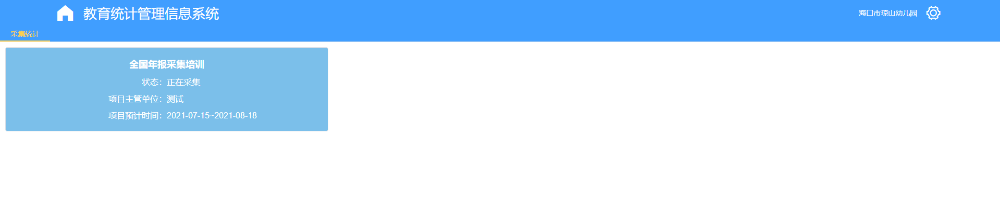 教育统计管理信息系统
海口市琼山幼儿园
采集统计
全国年报采集培训
状态：正在采集
项目主管单位：测试
项目预计时间：2021-07-15~2021-08-18